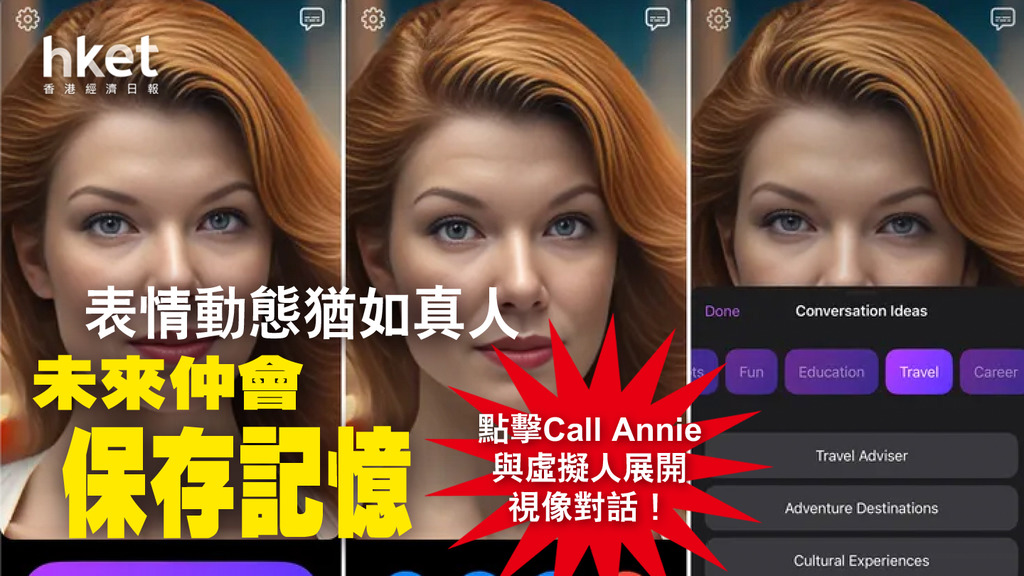 hket
香港經濟日報
表情動態猶如真人
未來仲會
保存記憶
點擊Call Annie
與虛擬人展開
視像對話！
Done
Conversation Ideas
ts
Fun
Education
Travel
Career
Travel Adviser
Adventure Destinations
Cultural Experiences